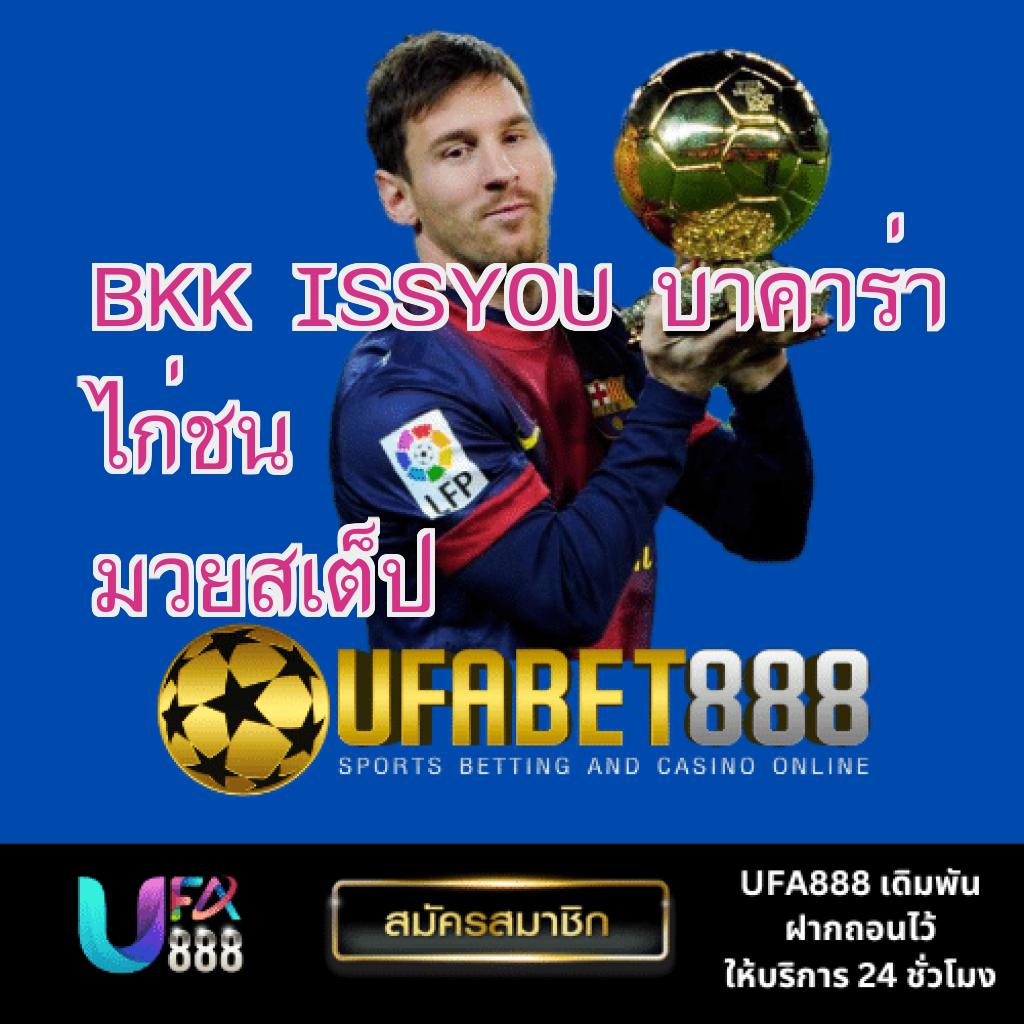 BKK ISSYOU บาคาร่า
ไก่ชน
มวยสเต็ป
LFP
UFABET888
SPORTS BETTING AND CASINO ONLINE
UFA
888
สมัครสมาชิก
UFA888 เดิมพัน
ฝากถอนไว้
ให้บริการ 24 ชั่วโมง